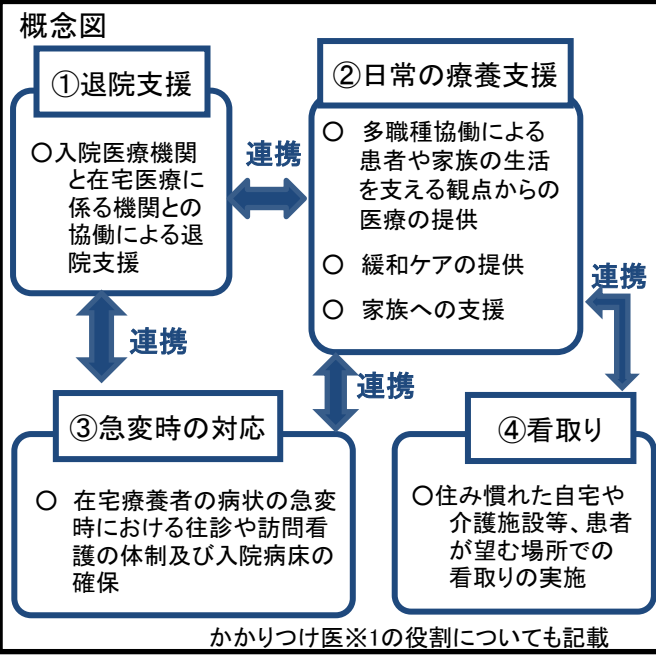 概念図
①退院支援
○入院医療機関
と在宅医療に
係る機関との
協働による退
院支援
連携
②日常の療養支援
○ 多職種協働による
患者や家族の生活
を支える観点からの
医療の提供
○ 緩和ケアの提供
○ 家族への支援
連携
連携
連携
③急変時の対応
○ 在宅療養者の病状の急変
時における往診や訪問看
護の体制及び入院病床の
確保
④看取り
○住み慣れた自宅や
介護施設等、患者
が望む場所での
看取りの実施
かかりつけ医※1の役割についても記載